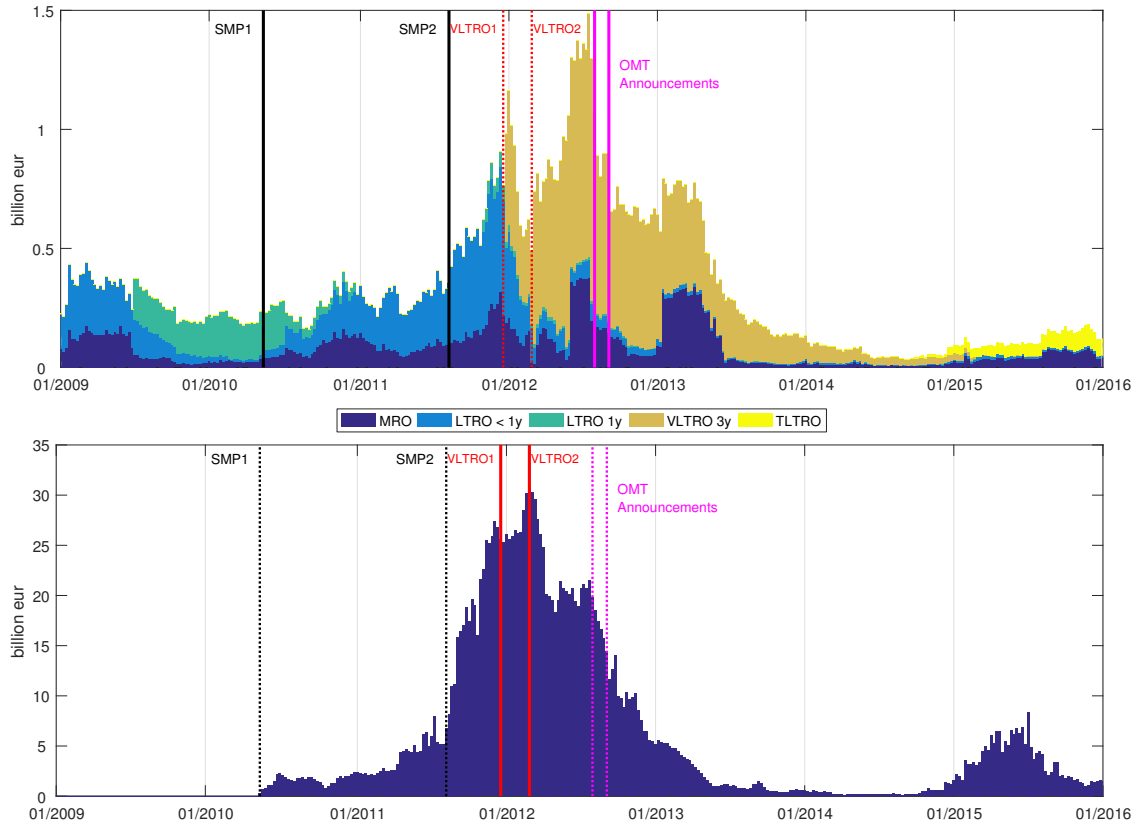 1.5
SMP1
SMP2
VLTRO1
VLTRO2
OMT
Announcements
1
billion eur
0.5
0
01/2009
01/2010
01/2011
01/2012
01/2013
01/2014
01/2015
01/2016
MRO
LTRO < 1y
LTRO 1y
VLTRO 3y
TLTRO
35
SMP1
SMP2
VLTRO1
VLTRO2
30
OMT
Announcements
25
20
billion eur
15
10
5
0
01/2009
01/2010
01/2011
01/2012
01/2013
01/2014
01/2015
01/2016